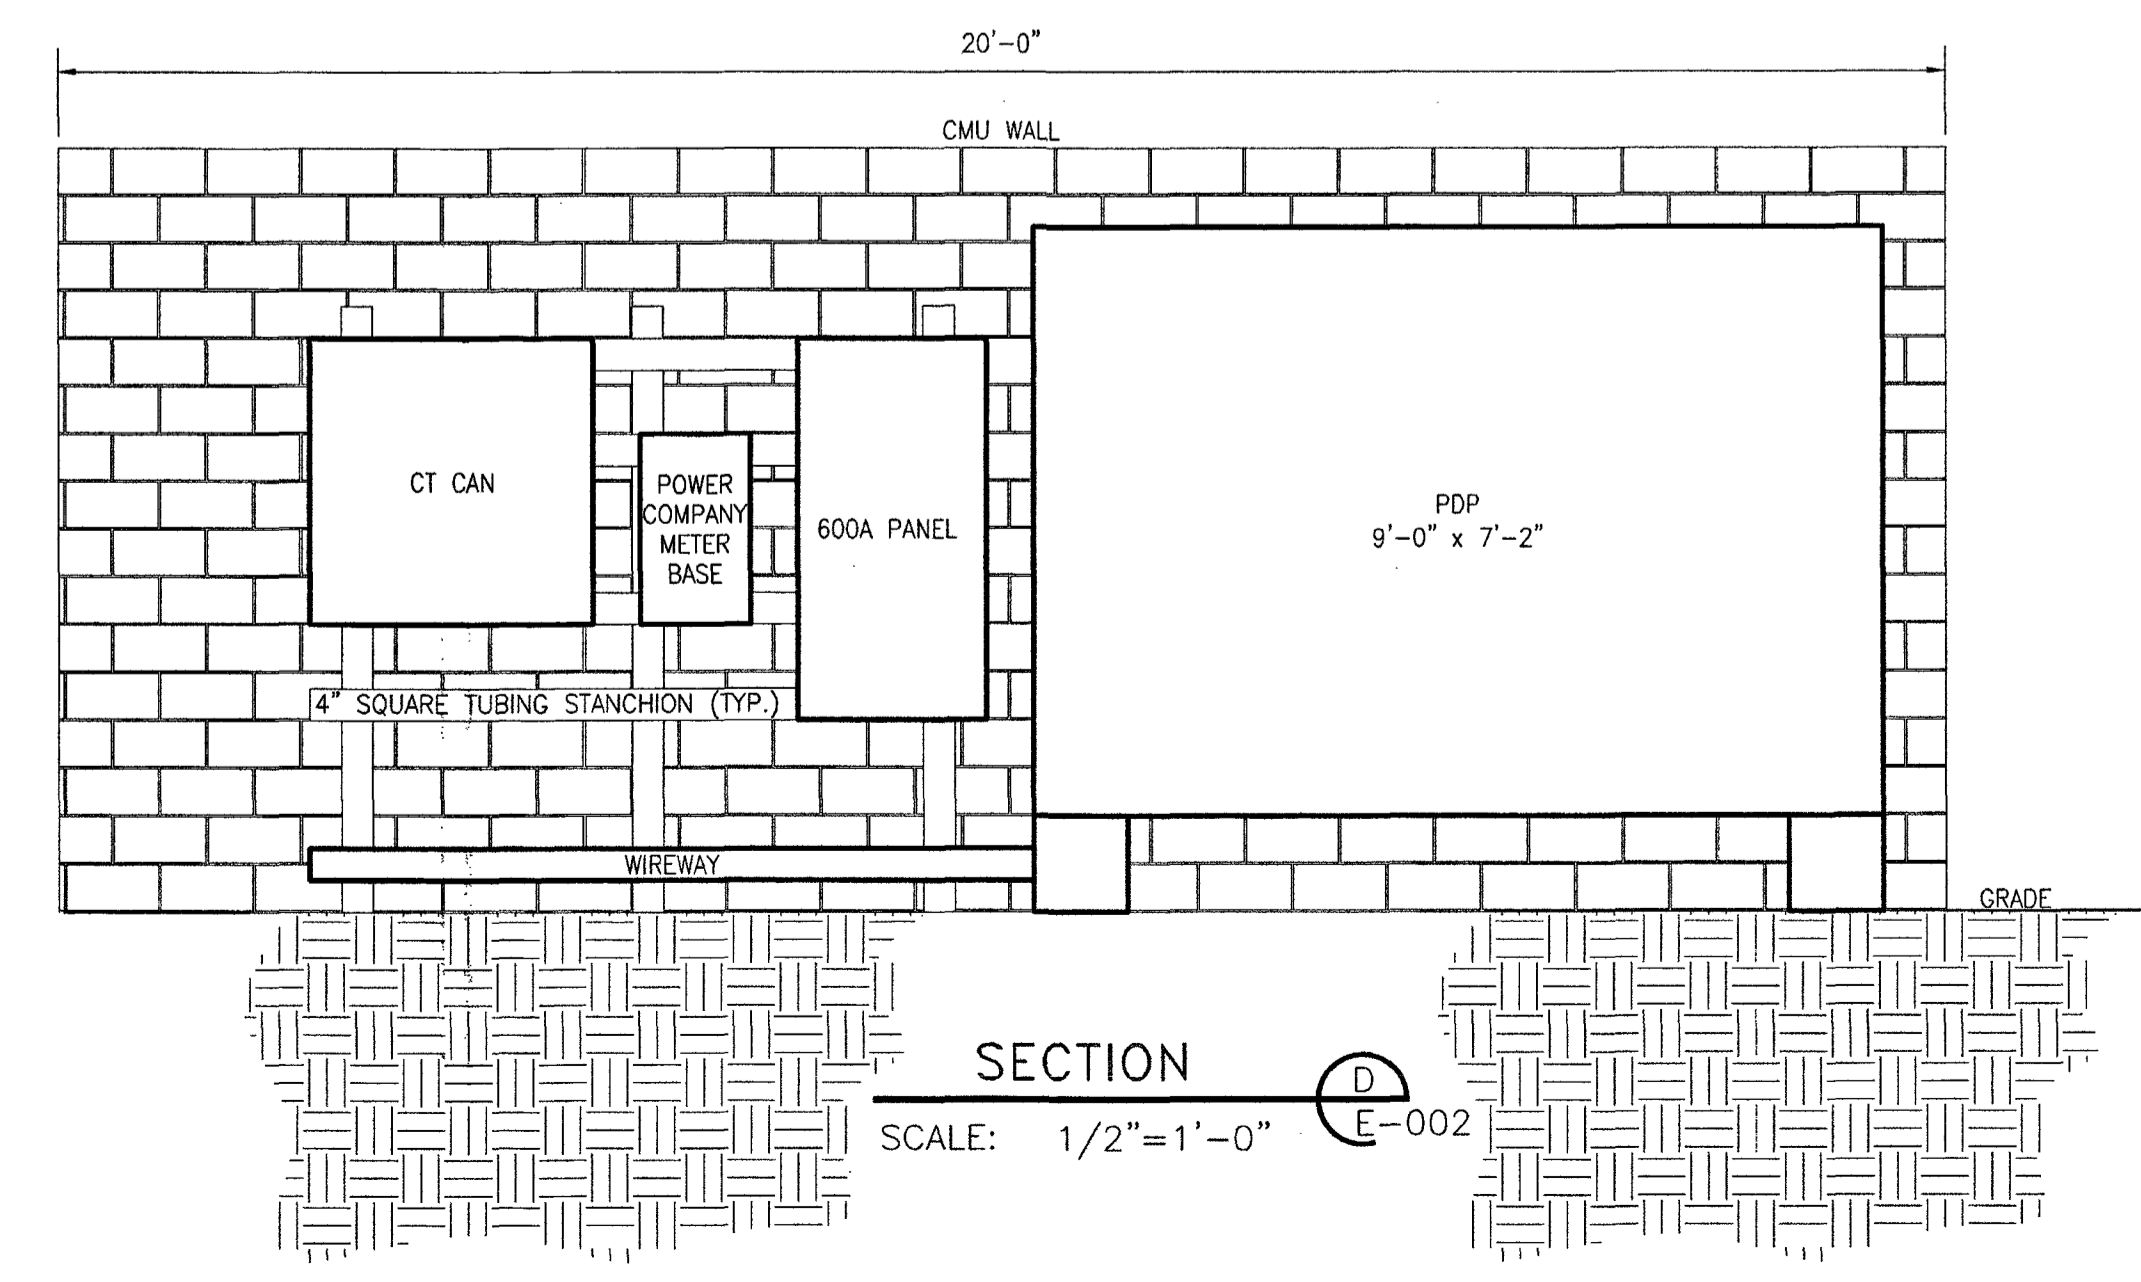 20'-0"
CMU WALL
CT CAN
POWER
COMPANY
METER
BASE
600A PANEL
PDP
9'-0" x 7'-2"
4" SQUARE TUBING STANCHION (TYP.)
WIREWAY
GRADE
SECTION
D
E-002
SCALE: 1/2"=1'-0"